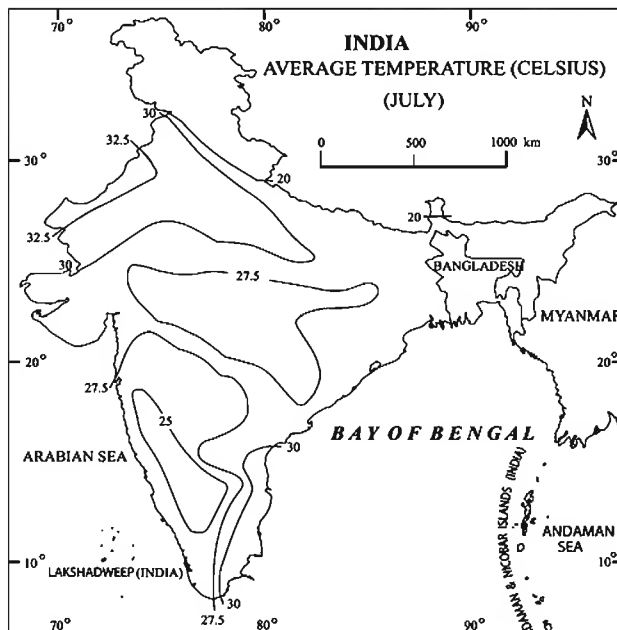 70°
80°
90°
INDIA
AVERAGE TEMPERATURE (CELSIUS)
(JULY)
N
0 500 1000 km
30°
30°
30
32.5
20
20
32.5
30
27.5
BANGLADESH
MYANMAR
20°
20°
27.5
25
30
BAY OF BENGAL
ARABIAN SEA
ANDAMAN & NICOBAR ISLANDS (INDIA)
ANDAMAN
SEA
10°
10°
LAKSHADWEEP (INDIA)
30
27.5
70°
80°
90°